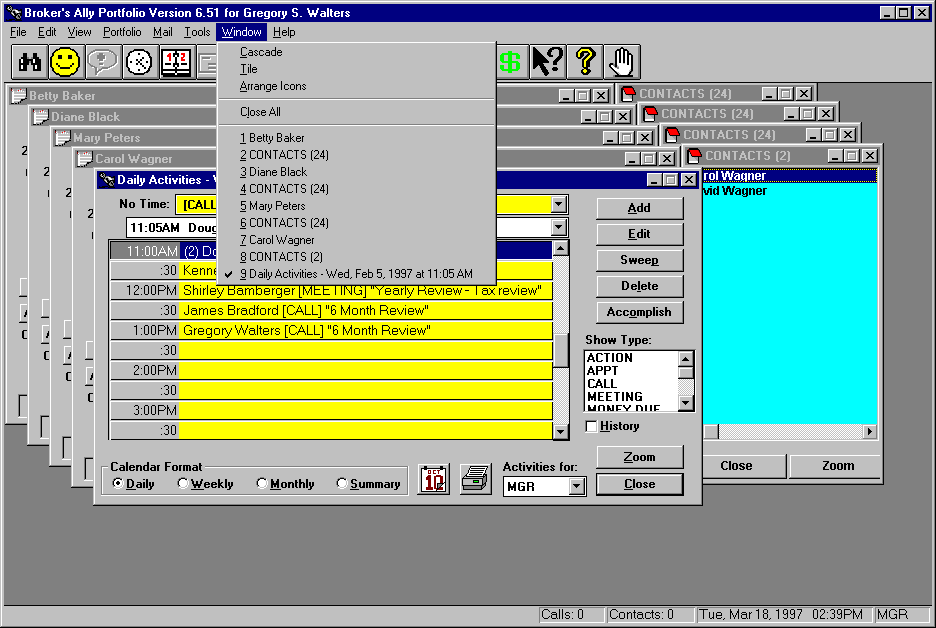 Broker's Ally Portfolio Version 6.51 for Gregory S. Walters
File Edit View Portfolio Mail Tools Window Help
Cascade
Tile
Arrange Icons
Close All
1 Betty Baker
2 CONTACTS (24)
3 Diane Black
4 CONTACTS (24)
5 Mary Peters
6 CONTACTS (24)
7 Carol Wagner
8 CONTACTS (2)
9 Daily Activities - Wed, Feb 5, 1997 at 11:05 AM
Betty Baker
Diane Black
Mary Peters
Carol Wagner
CONTACTS (24)
CONTACTS (24)
CONTACTS (24)
CONTACTS (2)
rol Wagner
vid Wagner
Close Zoom
Daily Activities -
No Time: [CALL
11:05AM Doug
11:00AM (2) Do
:30 Kenne
12:00PM Shirley Bamberger [MEETING] "Yearly Review - Tax review"
:30 James Bradford [CALL] "6 Month Review"
1:00PM Gregory Walters [CALL] "6 Month Review"
:30
2:00PM
:30
3:00PM
:30
Add
Edit
Sweep
Delete
Accomplish
Show Type:
ACTION
APPT
CALL
MEETING
MONEY DUE
History
Zoom
Close
Calendar Format
Daily Weekly Monthly Summary
OCT
12
Activities for:
MGR
Calls: 0 Contacts: 0 Tue, Mar 18, 1997 02:39PM MGR